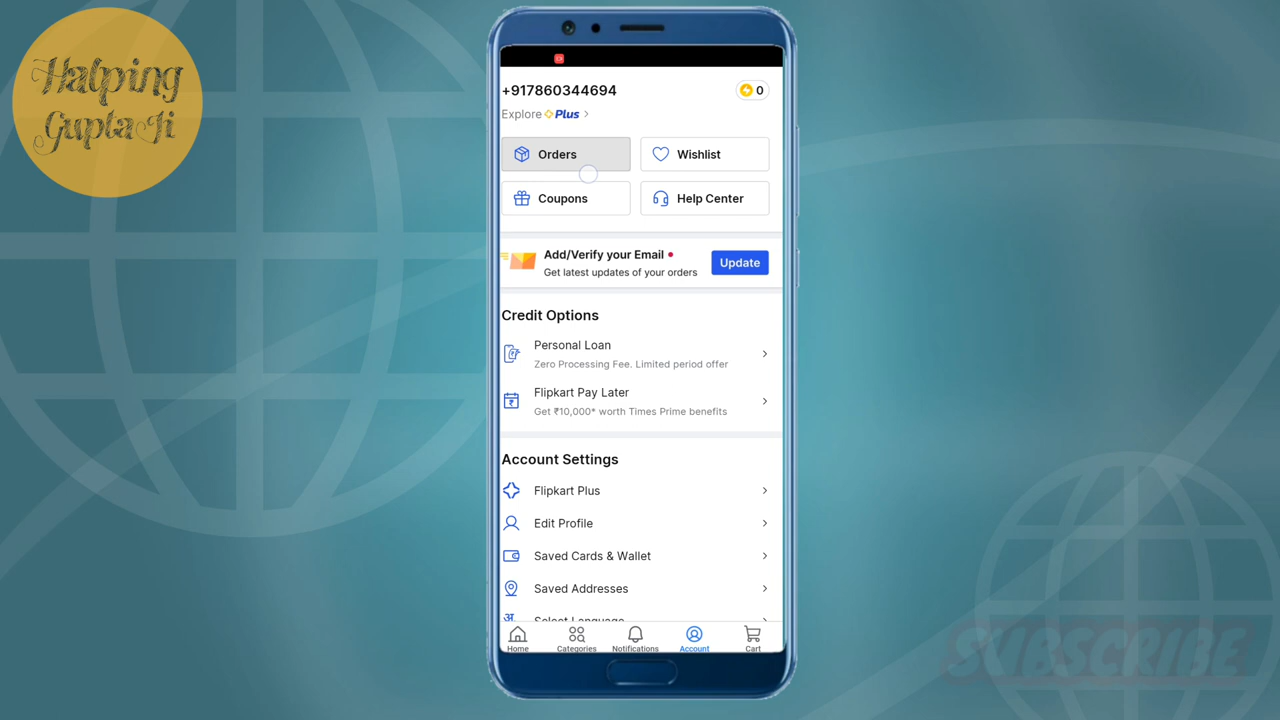 Halping
Gupta Ji
+917860344694
0
Explore Plus
Orders
Wishlist
Coupons
Help Center
Add/Verify your Email
Get latest updates of your orders
Update
Credit Options
Personal Loan
Zero Processing Fee. Limited period offer
Flipkart Pay Later
Get ₹10,000* worth Times Prime benefits
Account Settings
Flipkart Plus
Edit Profile
Saved Cards & Wallet
Saved Addresses
Select Language
Home
Categories
Notifications
Account
Cart
SUBSCRIBE